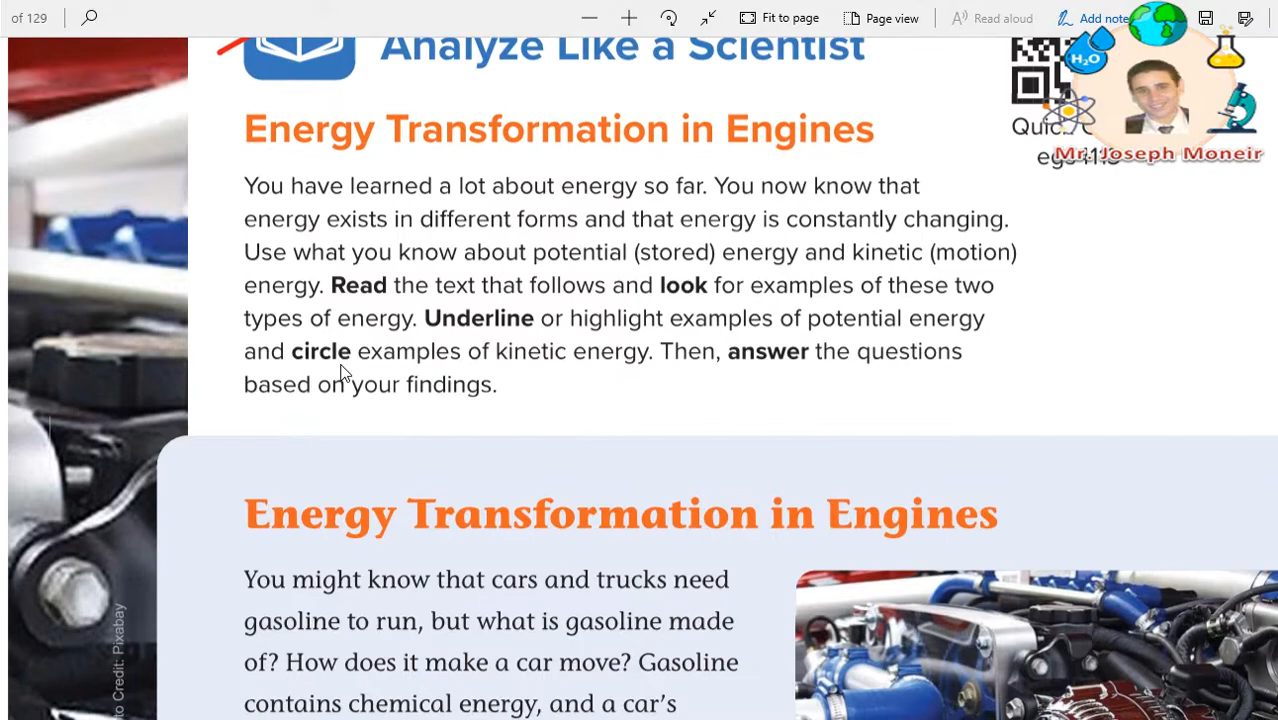 of 129
Fit to page
Page view
Read aloud
Add note
Analyze Like a Scientist
H₂O
Mr. Joseph Moneir
Energy Transformation in Engines
You have learned a lot about energy so far. You now know that
energy exists in different forms and that energy is constantly changing.
Use what you know about potential (stored) energy and kinetic (motion)
energy. Read the text that follows and look for examples of these two
types of energy. Underline or highlight examples of potential energy
and circle examples of kinetic energy. Then, answer the questions
based on your findings.
Energy Transformation in Engines
You might know that cars and trucks need
gasoline to run, but what is gasoline made
of? How does it make a car move? Gasoline
contains chemical energy, and a car's
to Credit: Pixabay